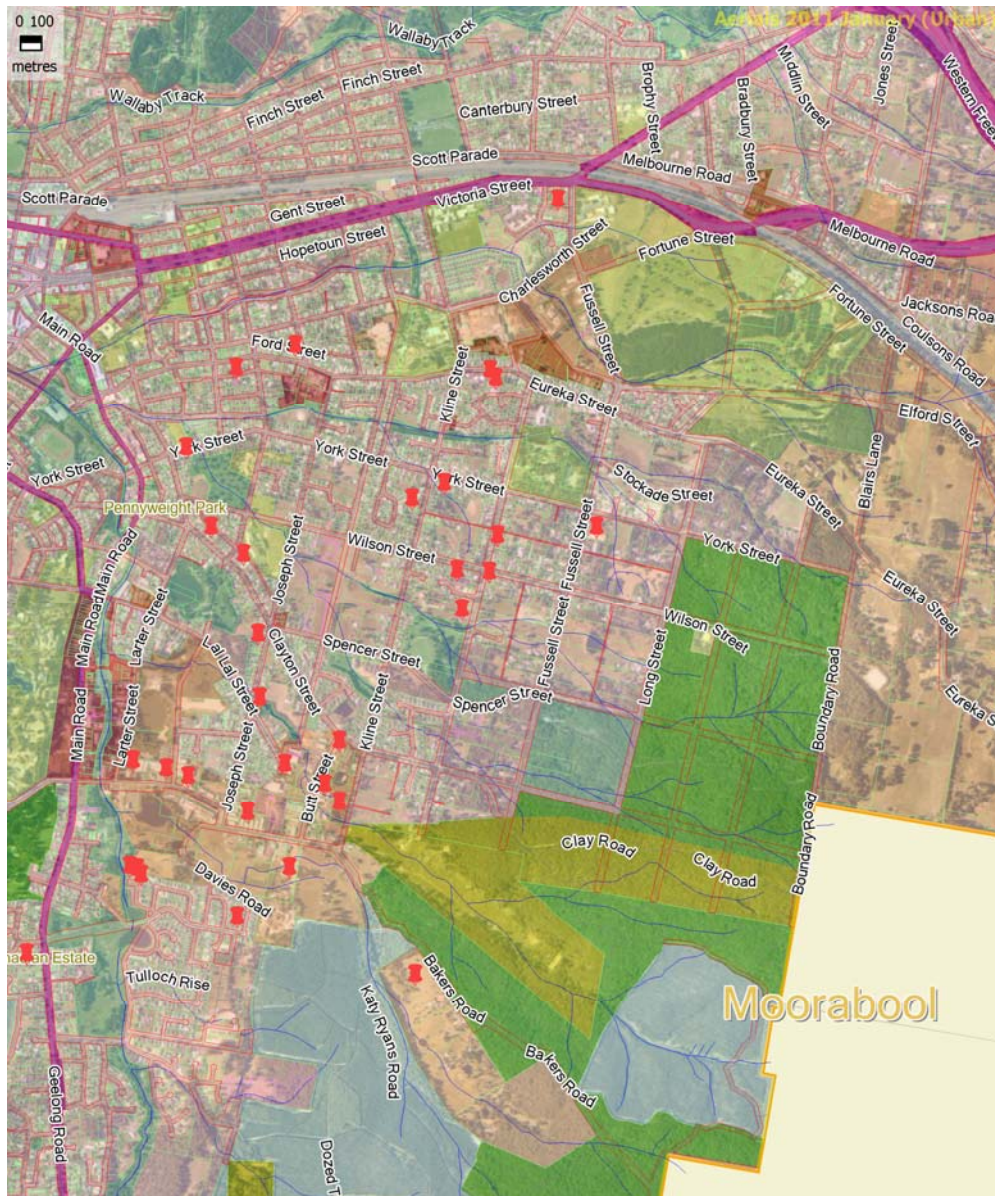 0 100
metres
Aerials 2011 January (Urban)
Wallaby Track
Wallaby Track
Finch Street
Finch Street
Canterbury Street
Brophy Street
Bradbury Street
Middlin Street
Jones Street
Western Free
Scott Parade
Melbourne Road
Scott Parade
Victoria Street
Gent Street
Hopetoun Street
Charlesworth Street
Fortune Street
Melbourne Road
Fortune Street
Jacksons Roa
Coulsons Road
Main Road
Ford Street
Fussell Street
Kline Street
Eureka Street
Elford Street
Blairs Lane
York Street
York Street
York Street
York Street
Stockade Street
Eureka Street
Pennyweight Park
Joseph Street
Wilson Street
Fussell Street
York Street
Main Road
Eureka Street
Main Road
Larter Street
Lal Lal Street
Clayton Street
Spencer Street
Fussell Street
Wilson Street
Long Street
Boundary Road
Eureka S
Main Road
Larter Street
Kline Street
Spencer Street
Joseph Street
Butt Street
Clay Road
Clay Road
Boundary Road
Davies Road
Estate
Tulloch Rise
Katy Ryans Road
Bakers Road
Moorabool
Bakers Road
Geelong Road
Dozed T